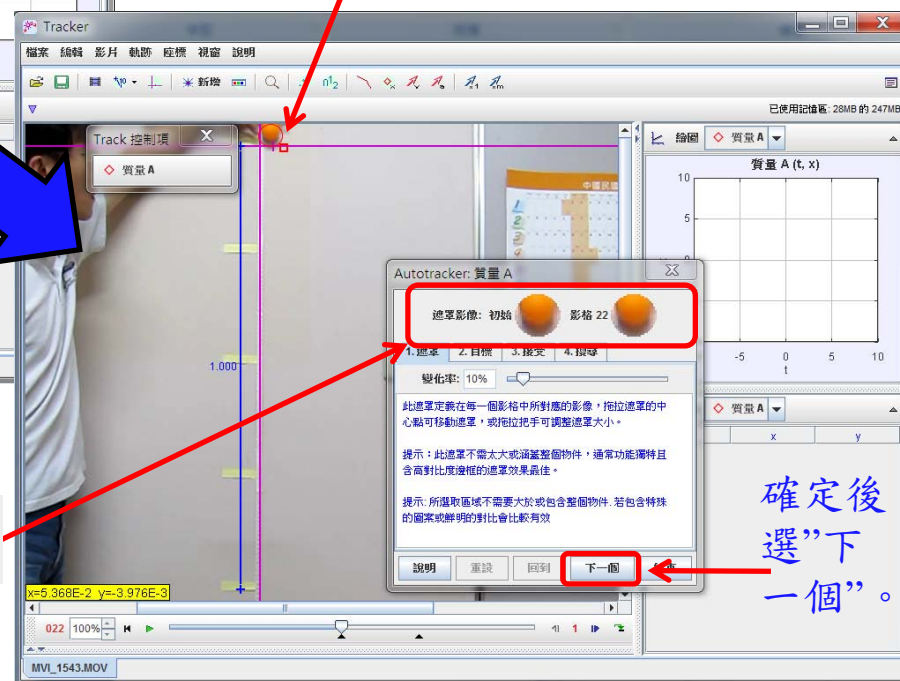 Tracker
檔案 編輯 影片 軌跡 座標 視窗 說明
新增
已使用記憶區: 28MB 的 247MB
Track 控制項
質量 A
1.000
中國民
1
2
3
繪圖 質量 A
質量 A (t, x)
10
5
-5 0 5 10
t
質量 A
x y
Autotracker: 質量 A
遮罩影像: 初始 影格 22
1. 遮罩 2. 目標 3. 接受 4. 搜尋
變化率: 10%
此遮罩定義在每一個影格中所對應的影像，拖拉遮罩的中
心點可移動遮罩，或拖拉把手可調整遮罩大小。
提示：此遮罩不需太大或涵蓋整個物件，通常功能獨特且
含高對比度邊框的遮罩效果最佳。
提示: 所選取區域不需要大於或包含整個物件. 若包含特殊
的圖案或鮮明的對比會比較有效
說明 重設 回到 下一個
確定後
選”下
一個”。
x=5.368E-2 y=-3.976E-3
022 100% 1
MVI_1543.MOV